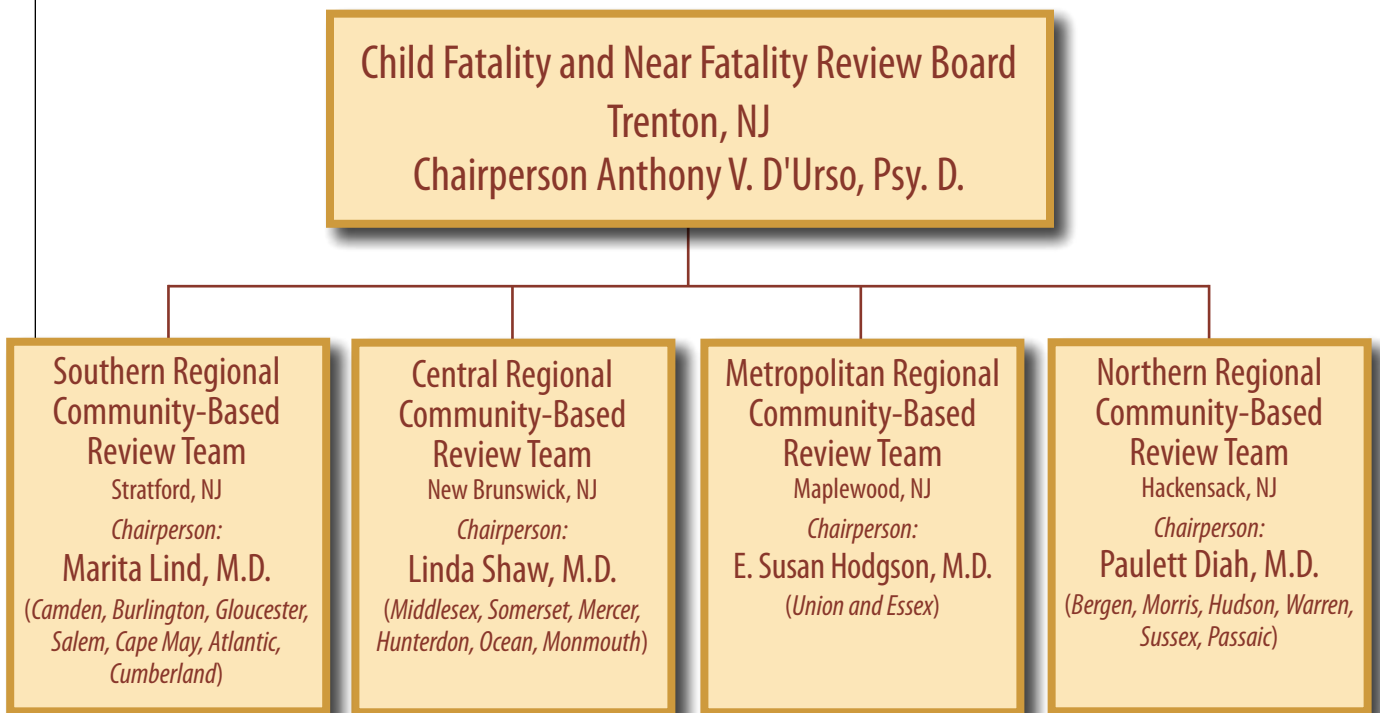 Child Fatality and Near Fatality Review Board
Trenton, NJ
Chairperson Anthony V. D'Urso, Psy. D.
Southern Regional
Community-Based
Review Team
Stratford, NJ
Chairperson:
Marita Lind, M.D.
(Camden, Burlington, Gloucester,
Salem, Cape May, Atlantic,
Cumberland)
Central Regional
Community-Based
Review Team
New Brunswick, NJ
Chairperson:
Linda Shaw, M.D.
(Middlesex, Somerset, Mercer,
Hunterdon, Ocean, Monmouth)
Metropolitan Regional
Community-Based
Review Team
Maplewood, NJ
Chairperson:
E. Susan Hodgson, M.D.
(Union and Essex)
Northern Regional
Community-Based
Review Team
Hackensack, NJ
Chairperson:
Paulett Diah, M.D.
(Bergen, Morris, Hudson, Warren,
Sussex, Passaic)